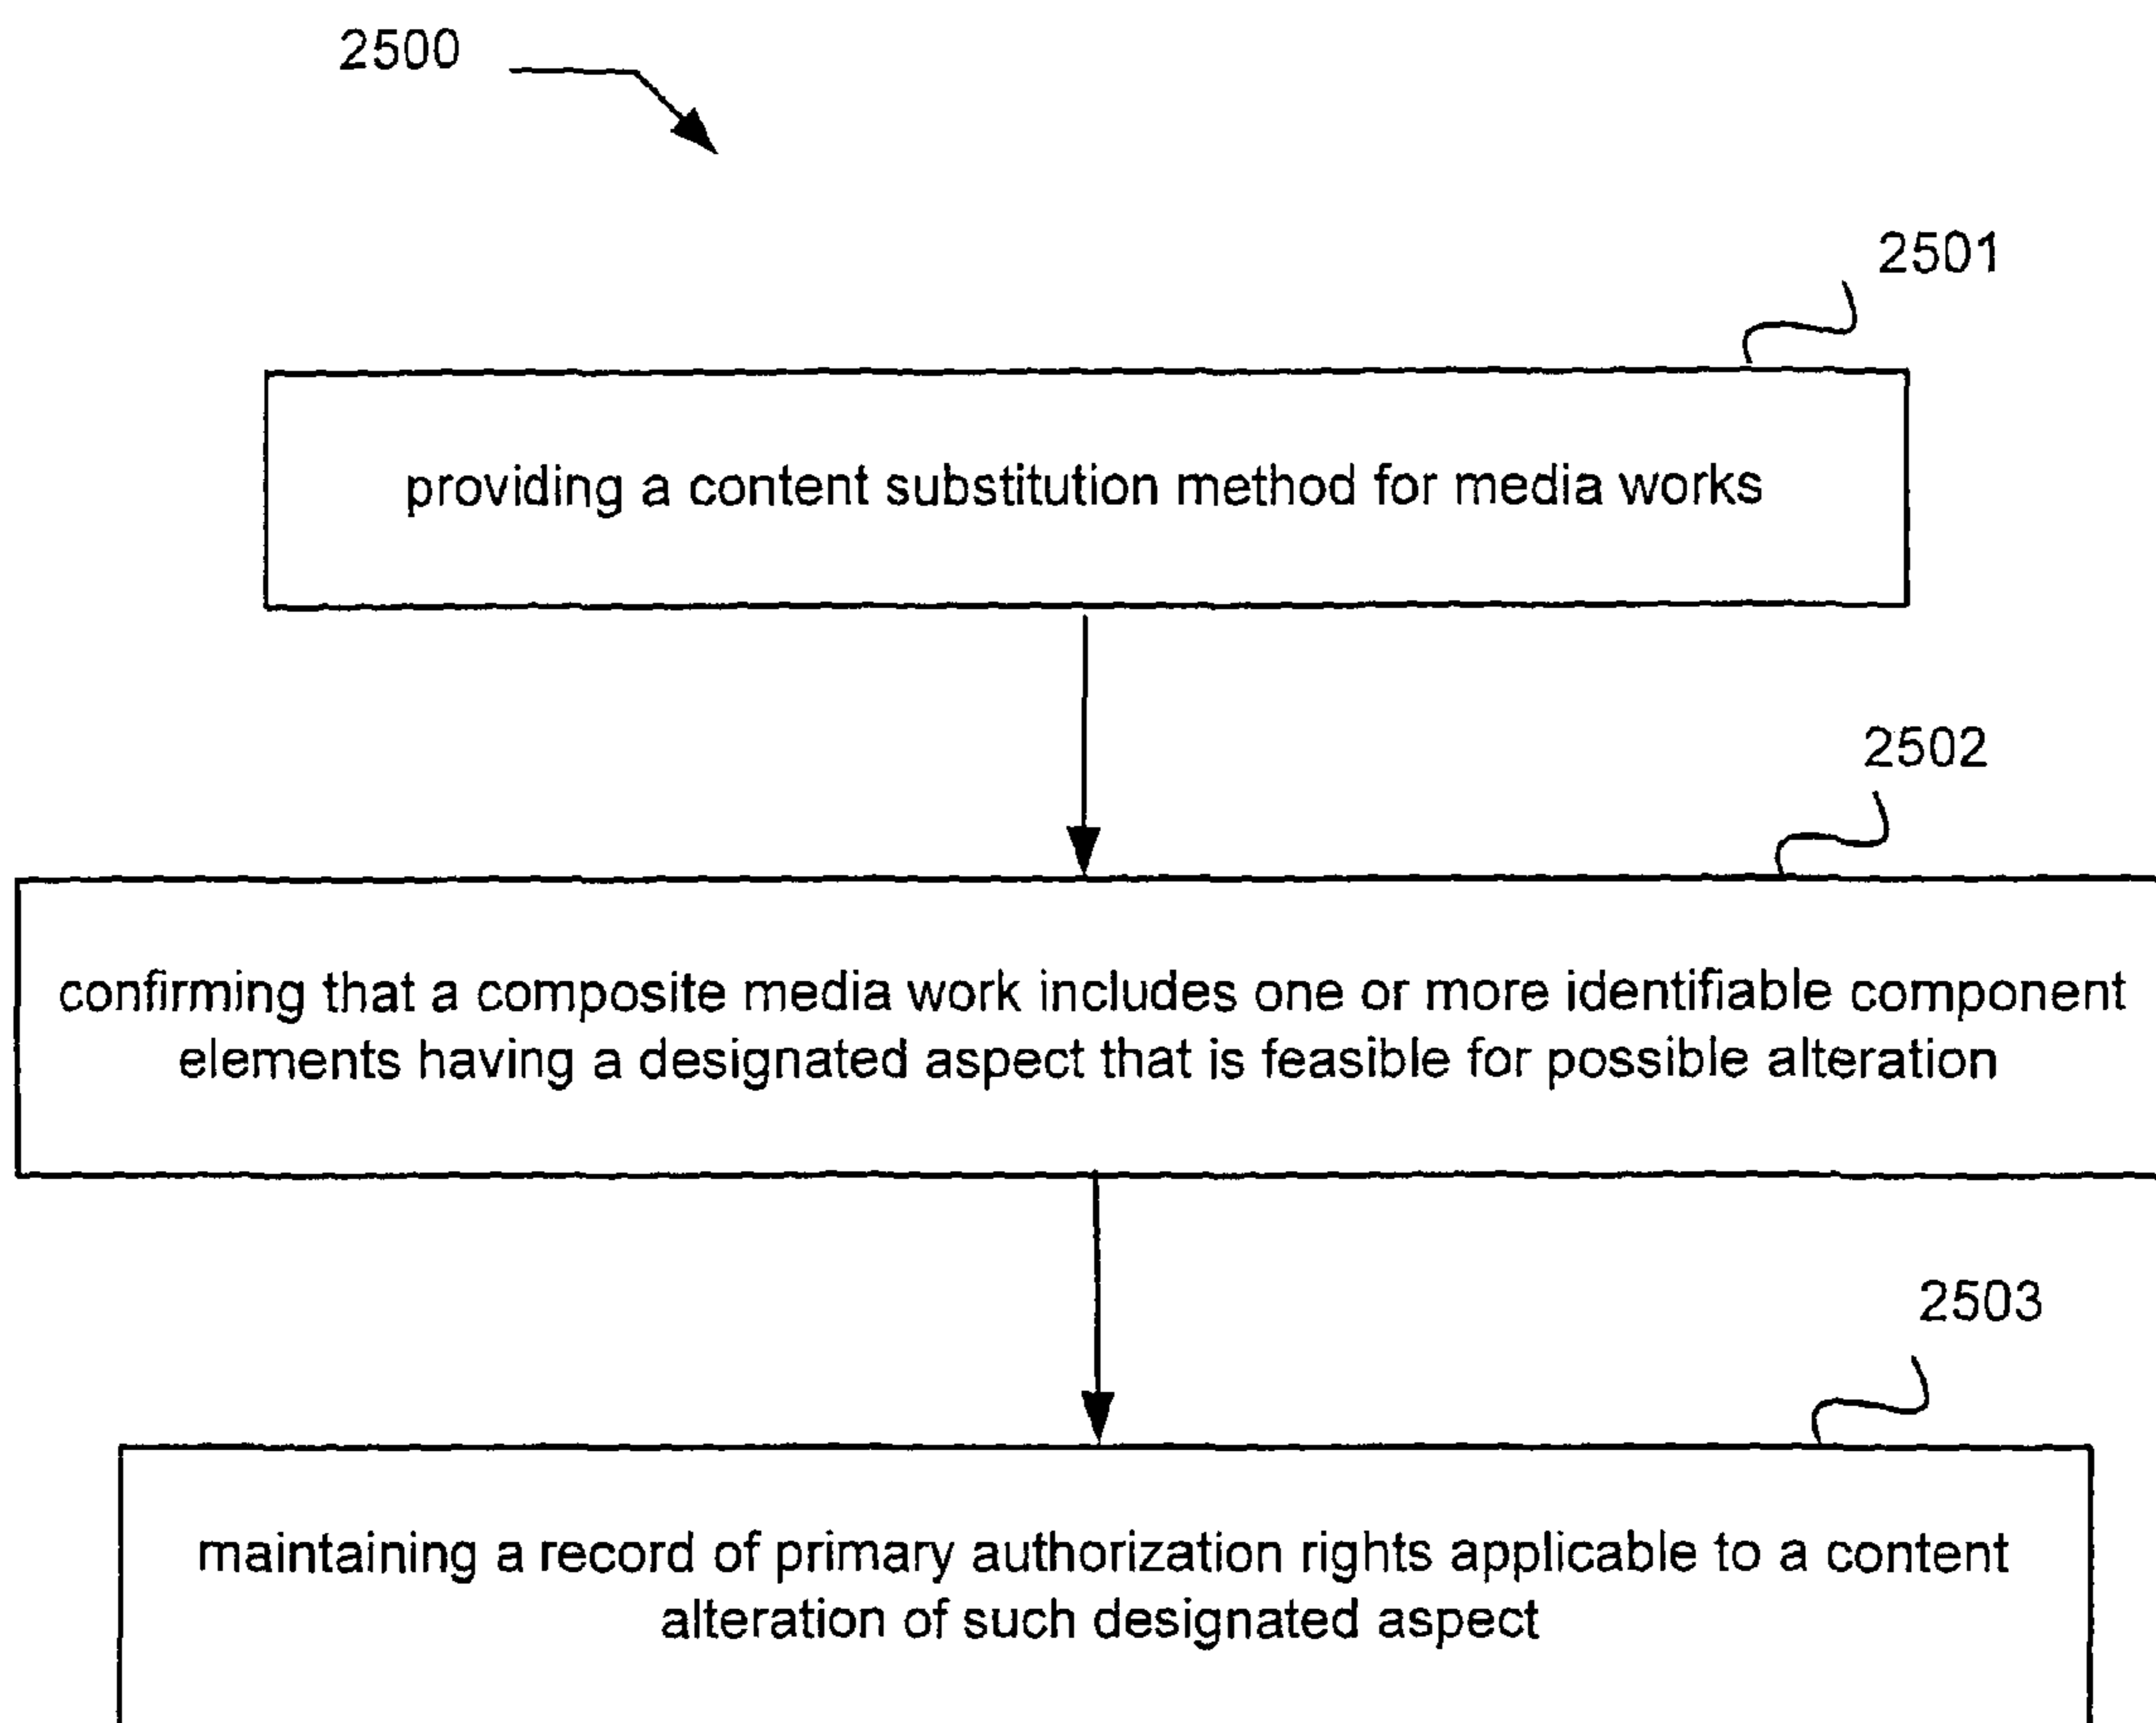 2500
2501
providing a content substitution method for media works
2502
confirming that a composite media work includes one or more identifiable component
elements having a designated aspect that is feasible for possible alteration
2503
maintaining a record of primary authorization rights applicable to a content
alteration of such designated aspect